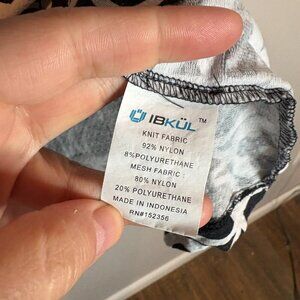 IBKÜL™
KNIT FABRIC
92% NYLON
8%POLYURETHANE
MESH FABRIC :
80% NYLON
20% POLYURETHANE
MADE IN INDONESIA
RN#152356